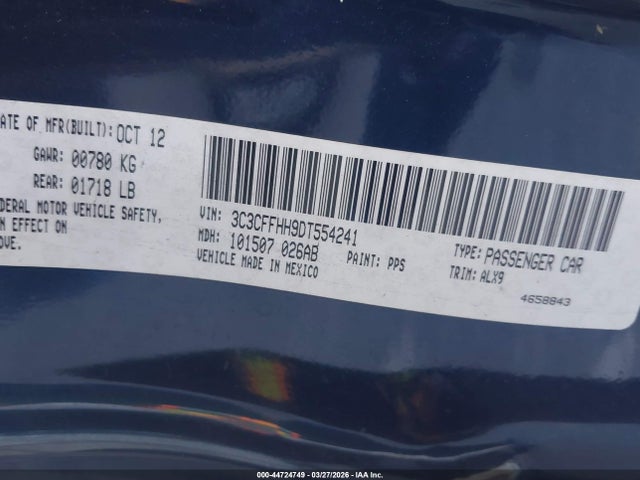 ATE OF MFR(BUILT): OCT 12
GAWR: 00780 KG
REAR: 01718 LB
DERAL MOTOR VEHICLE SAFETY,
N EFFECT ON
OVE.
VIN: 3C3CFFHH9DT554241
MDH: 101507 026AB PAINT: PPS
VEHICLE MADE IN MEXICO
TYPE: PASSENGER CAR
TRIM: ALX9
4658843
000-44724749 - 03/27/2026 - IAA Inc.